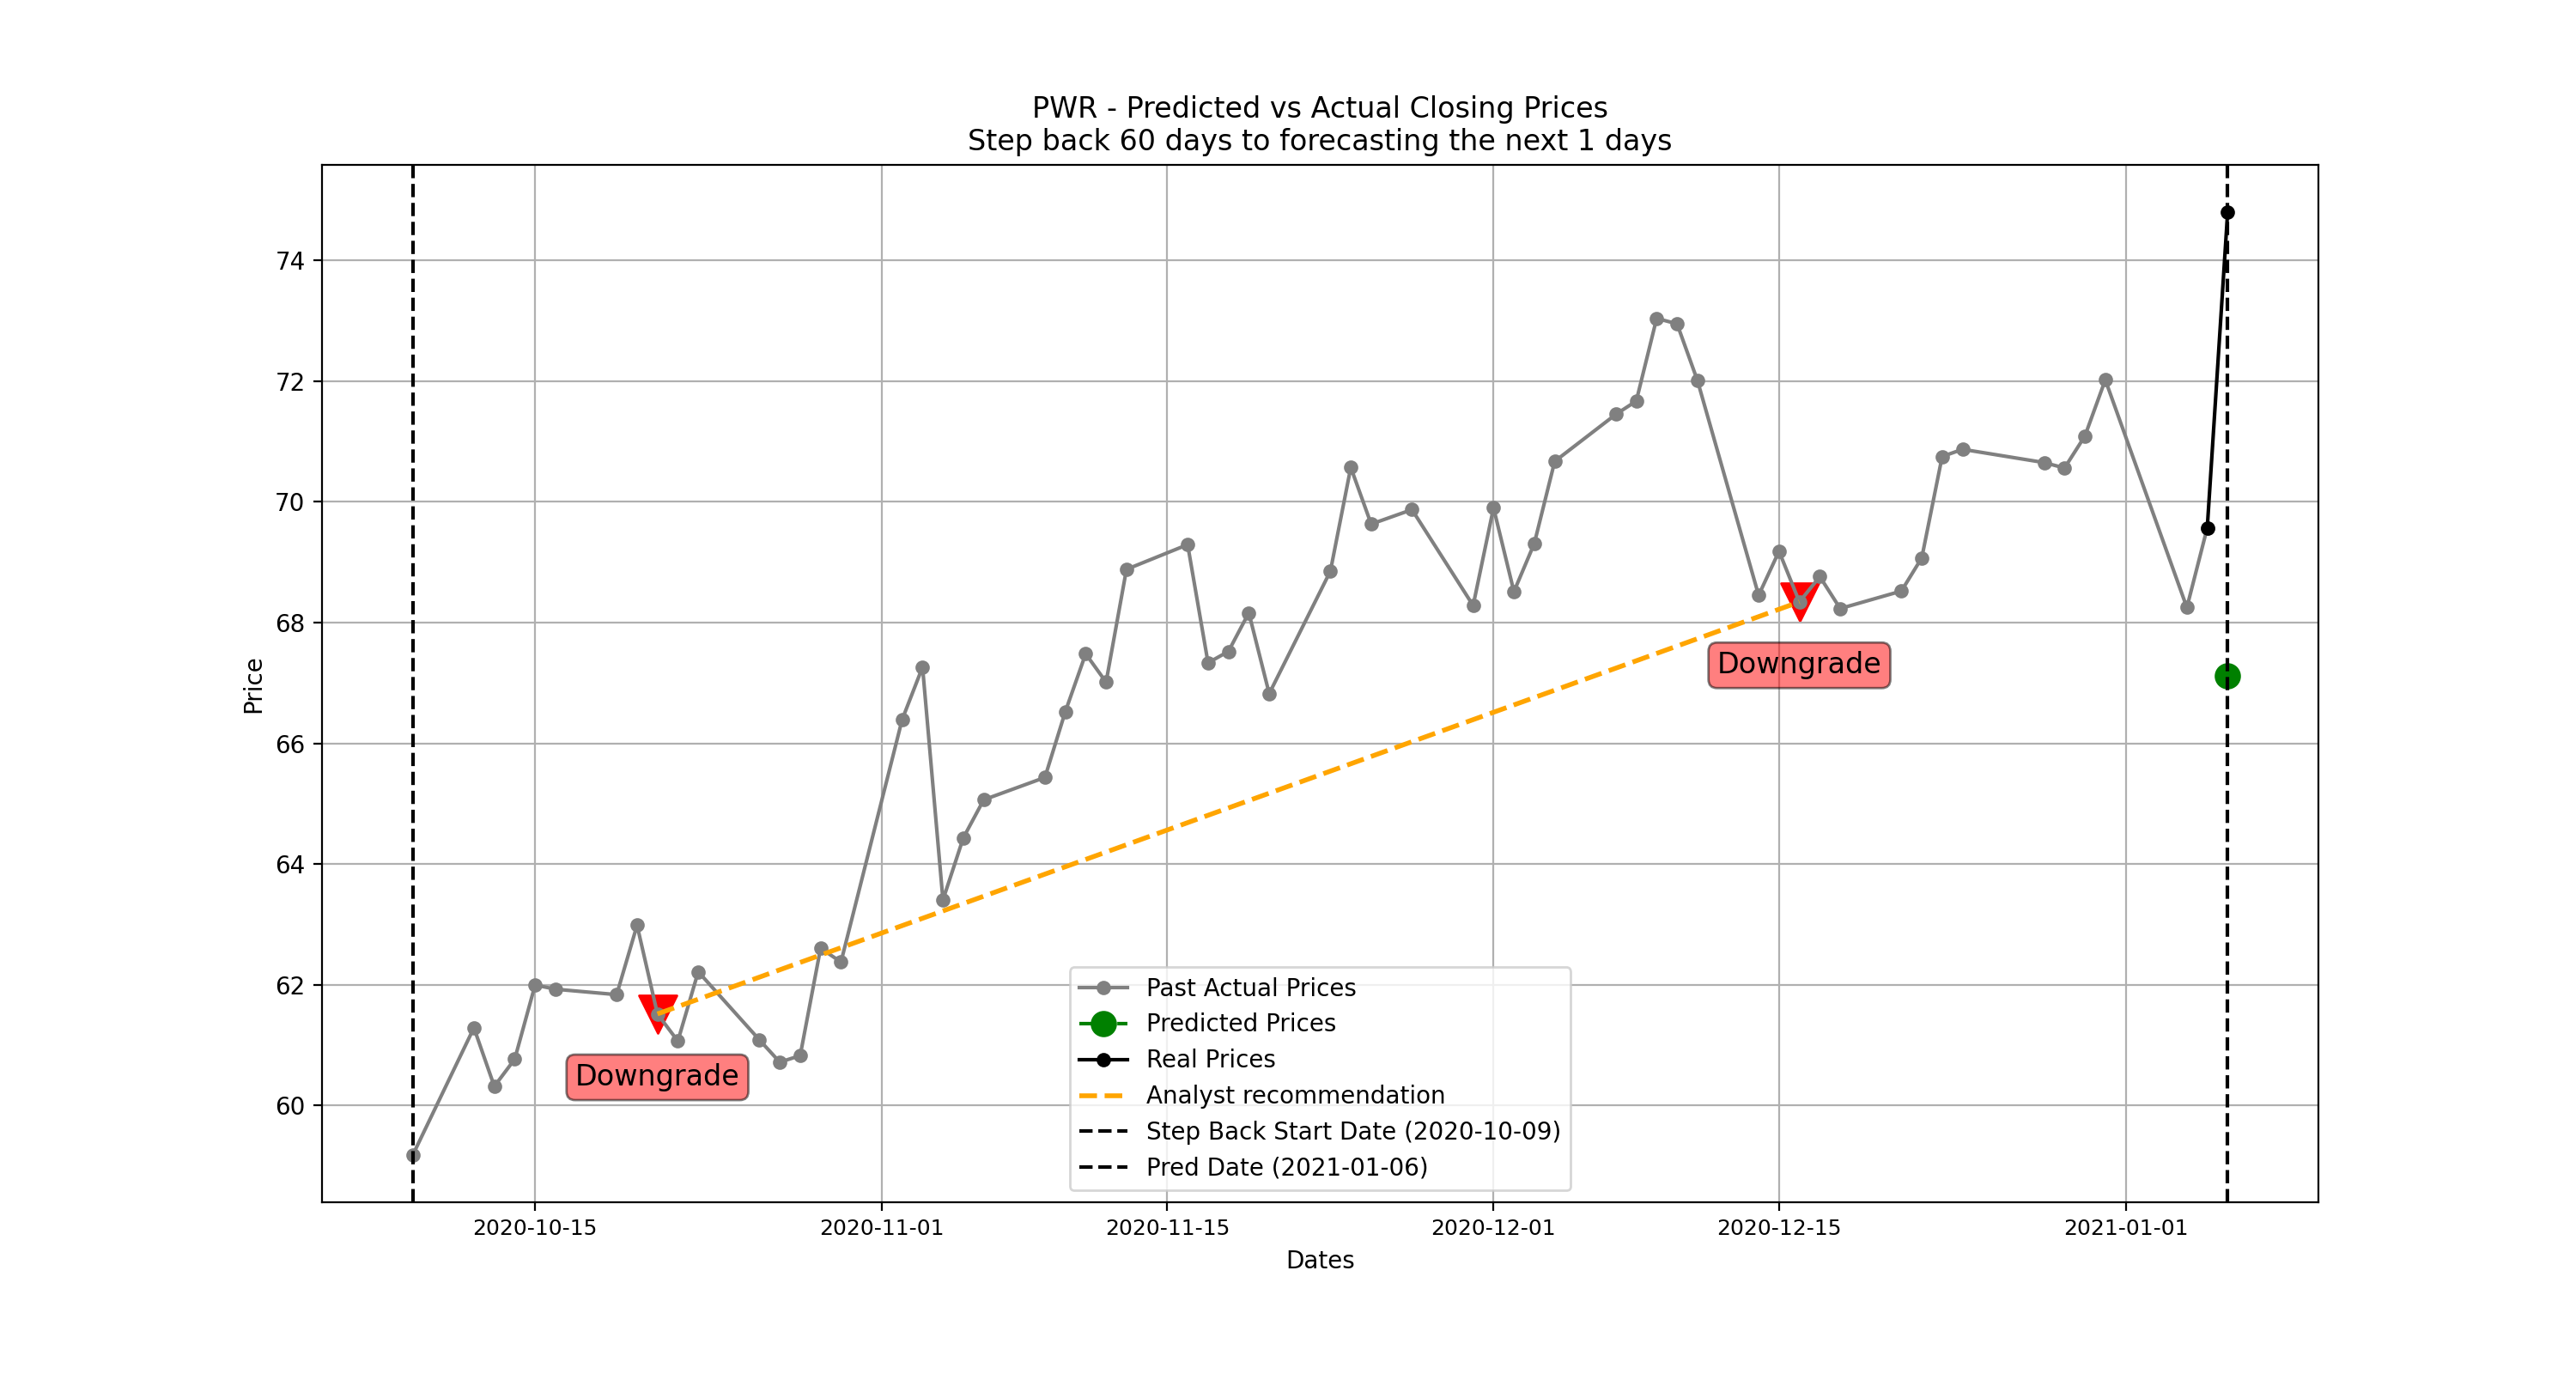 PWR - Predicted vs Actual Closing Prices
Step back 60 days to forecasting the next 1 days
Price
74
72
70
68
66
64
62
60
Downgrade
Downgrade
Past Actual Prices
Predicted Prices
Real Prices
Analyst recommendation
Step Back Start Date (2020-10-09)
Pred Date (2021-01-06)
2020-10-15
2020-11-01
2020-11-15
2020-12-01
2020-12-15
2021-01-01
Dates